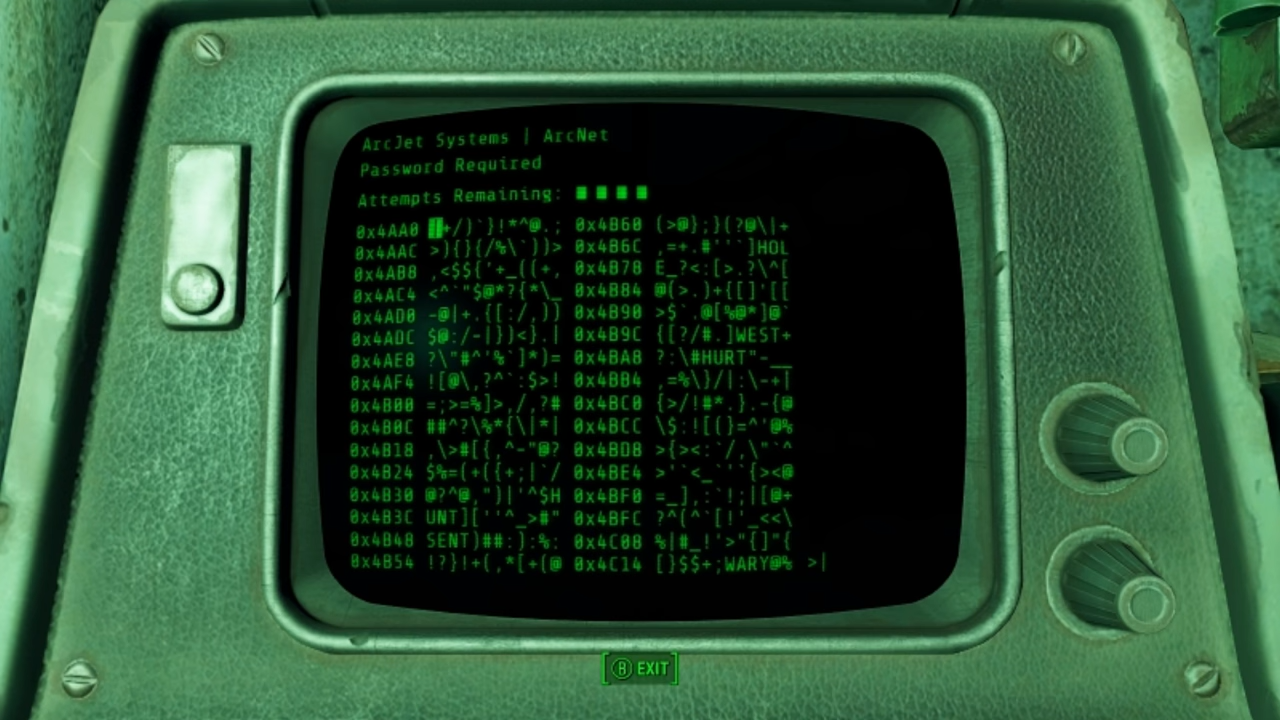 ArcJet Systems | ArcNet
Password Required
Attempts Remaining: ■ ■ ■ ■
0x4AA0 [+/)`}!*^@.; 0x4B60 (>@};}(?@\|+
0x4AAC >){}{/%\`))> 0x4B6C ,=+.#'``]HOL
0x4AB8 ,<$${'+_((+, 0x4B78 E_?<:[>.?\^[
0x4AC4 <^`"$@*?{*\_ 0x4B84 @(>.)+{[]'[[
0x4AD0 -@|+.{[:/,)) 0x4B90 >$`.@[%@*]@`
0x4ADC $@:/-|})<}.| 0x4B9C {[?/#.]WEST+
0x4AE8 ?\"#^'%`]*)= 0x4BA8 ?:\#HURT"-__
0x4AF4 ![@\,?^`:$>! 0x4BB4 ,=%\}/|:\-+|
0x4B00 =;>=%]>,/,?# 0x4BC0 {>/!#*.}.-{@
0x4B0C ##^?\%*{\|*| 0x4BCC \$:![(}=^'@%
0x4B18 ,\>#[{,^-"@? 0x4BD8 >{><:`/,\"`^
0x4B24 $%=(+({+;|`/ 0x4BE4 >'`<_`'`{><@
0x4B30 @?^@,")|'^$H 0x4BF0 =_],:`!;|[@+
0x4B3C UNT][''^_>#" 0x4BFC ?^(^`[!'_<<\
0x4B48 SENT)##:):%: 0x4C08 %|#_!'>"{]"{
0x4B54 !?}!+(,*[+(@ 0x4C14 [}$$+;WARY@% >|
B EXIT